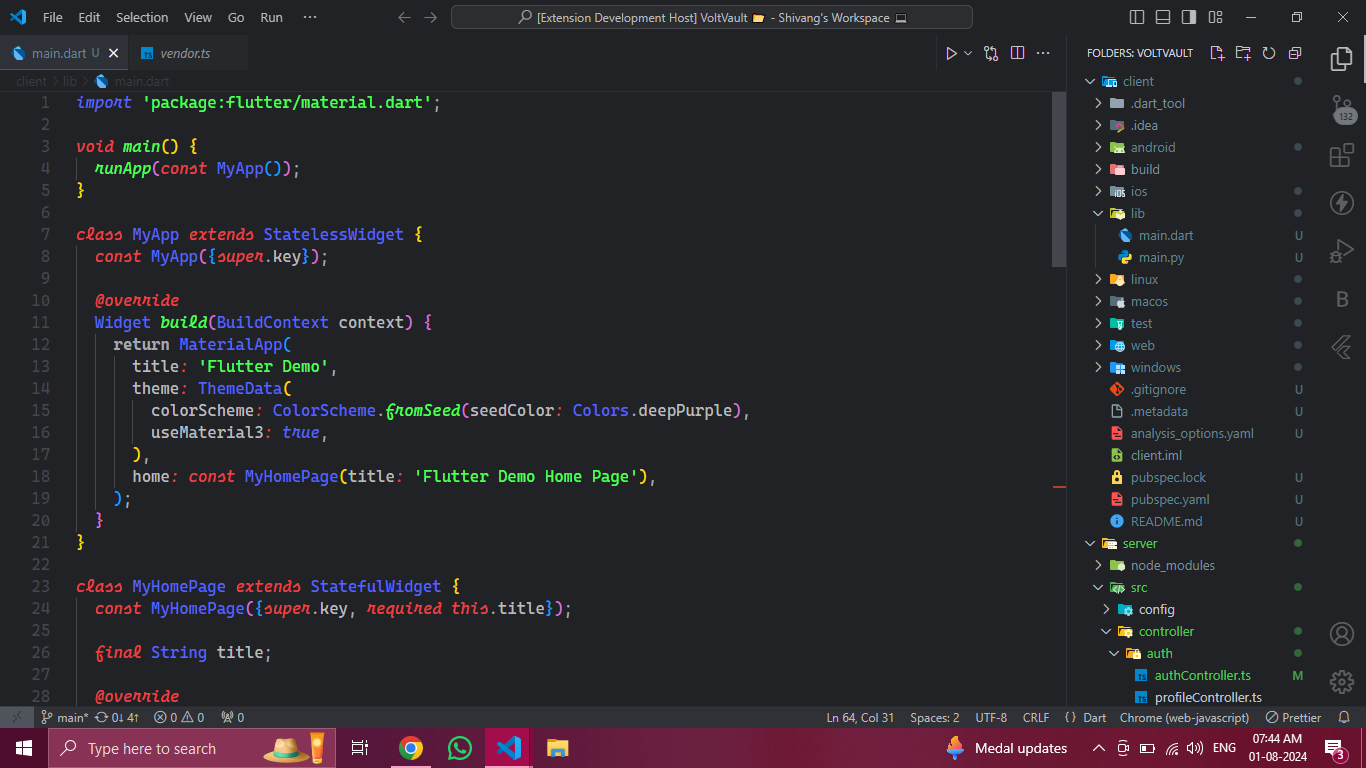 File Edit Selection View Go Run ··· [Extension Development Host] VoltVault 📂 - Shivang's Workspace 💻
main.dart U TS vendor.ts
client > lib > main.dart
1 import 'package:flutter/material.dart';
2
3 void main() {
4 runApp(const MyApp());
5 }
6
7 class MyApp extends StatelessWidget {
8 const MyApp({super.key});
9
10 @override
11 Widget build(BuildContext context) {
12 return MaterialApp(
13 title: 'Flutter Demo',
14 theme: ThemeData(
15 colorScheme: ColorScheme.fromSeed(seedColor: Colors.deepPurple),
16 useMaterial3: true,
17 ),
18 home: const MyHomePage(title: 'Flutter Demo Home Page'),
19 );
20 }
21 }
22
23 class MyHomePage extends StatefulWidget {
24 const MyHomePage({super.key, required this.title});
25
26 final String title;
27
28 @override
FOLDERS: VOLTVAULT
client
.dart_tool
.idea
android
build
iOS ios
lib
main.dart U
main.py U
linux
macos
test
web
windows
.gitignore U
.metadata U
analysis_options.yaml U
client.iml
pubspec.lock U
pubspec.yaml U
README.md U
server
node_modules
src
config
controller
auth
TS authController.ts M
TS profileController.ts
132
B
main* 0↓ 4↑ 0 0 0 Ln 64, Col 31 Spaces: 2 UTF-8 CRLF { } Dart Chrome (web-javascript) Prettier
Type here to search Medal updates ENG 07:44 AM
01-08-2024 3